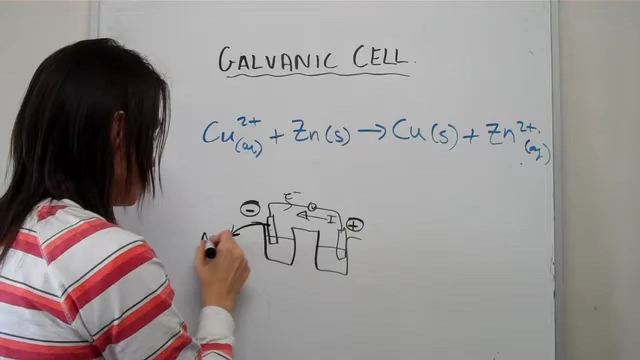 GALVANIC CELL.
Cu²⁺(aq) + Zn(s) → Cu(s) + Zn²⁺(aq)
e⁻
I
−
+